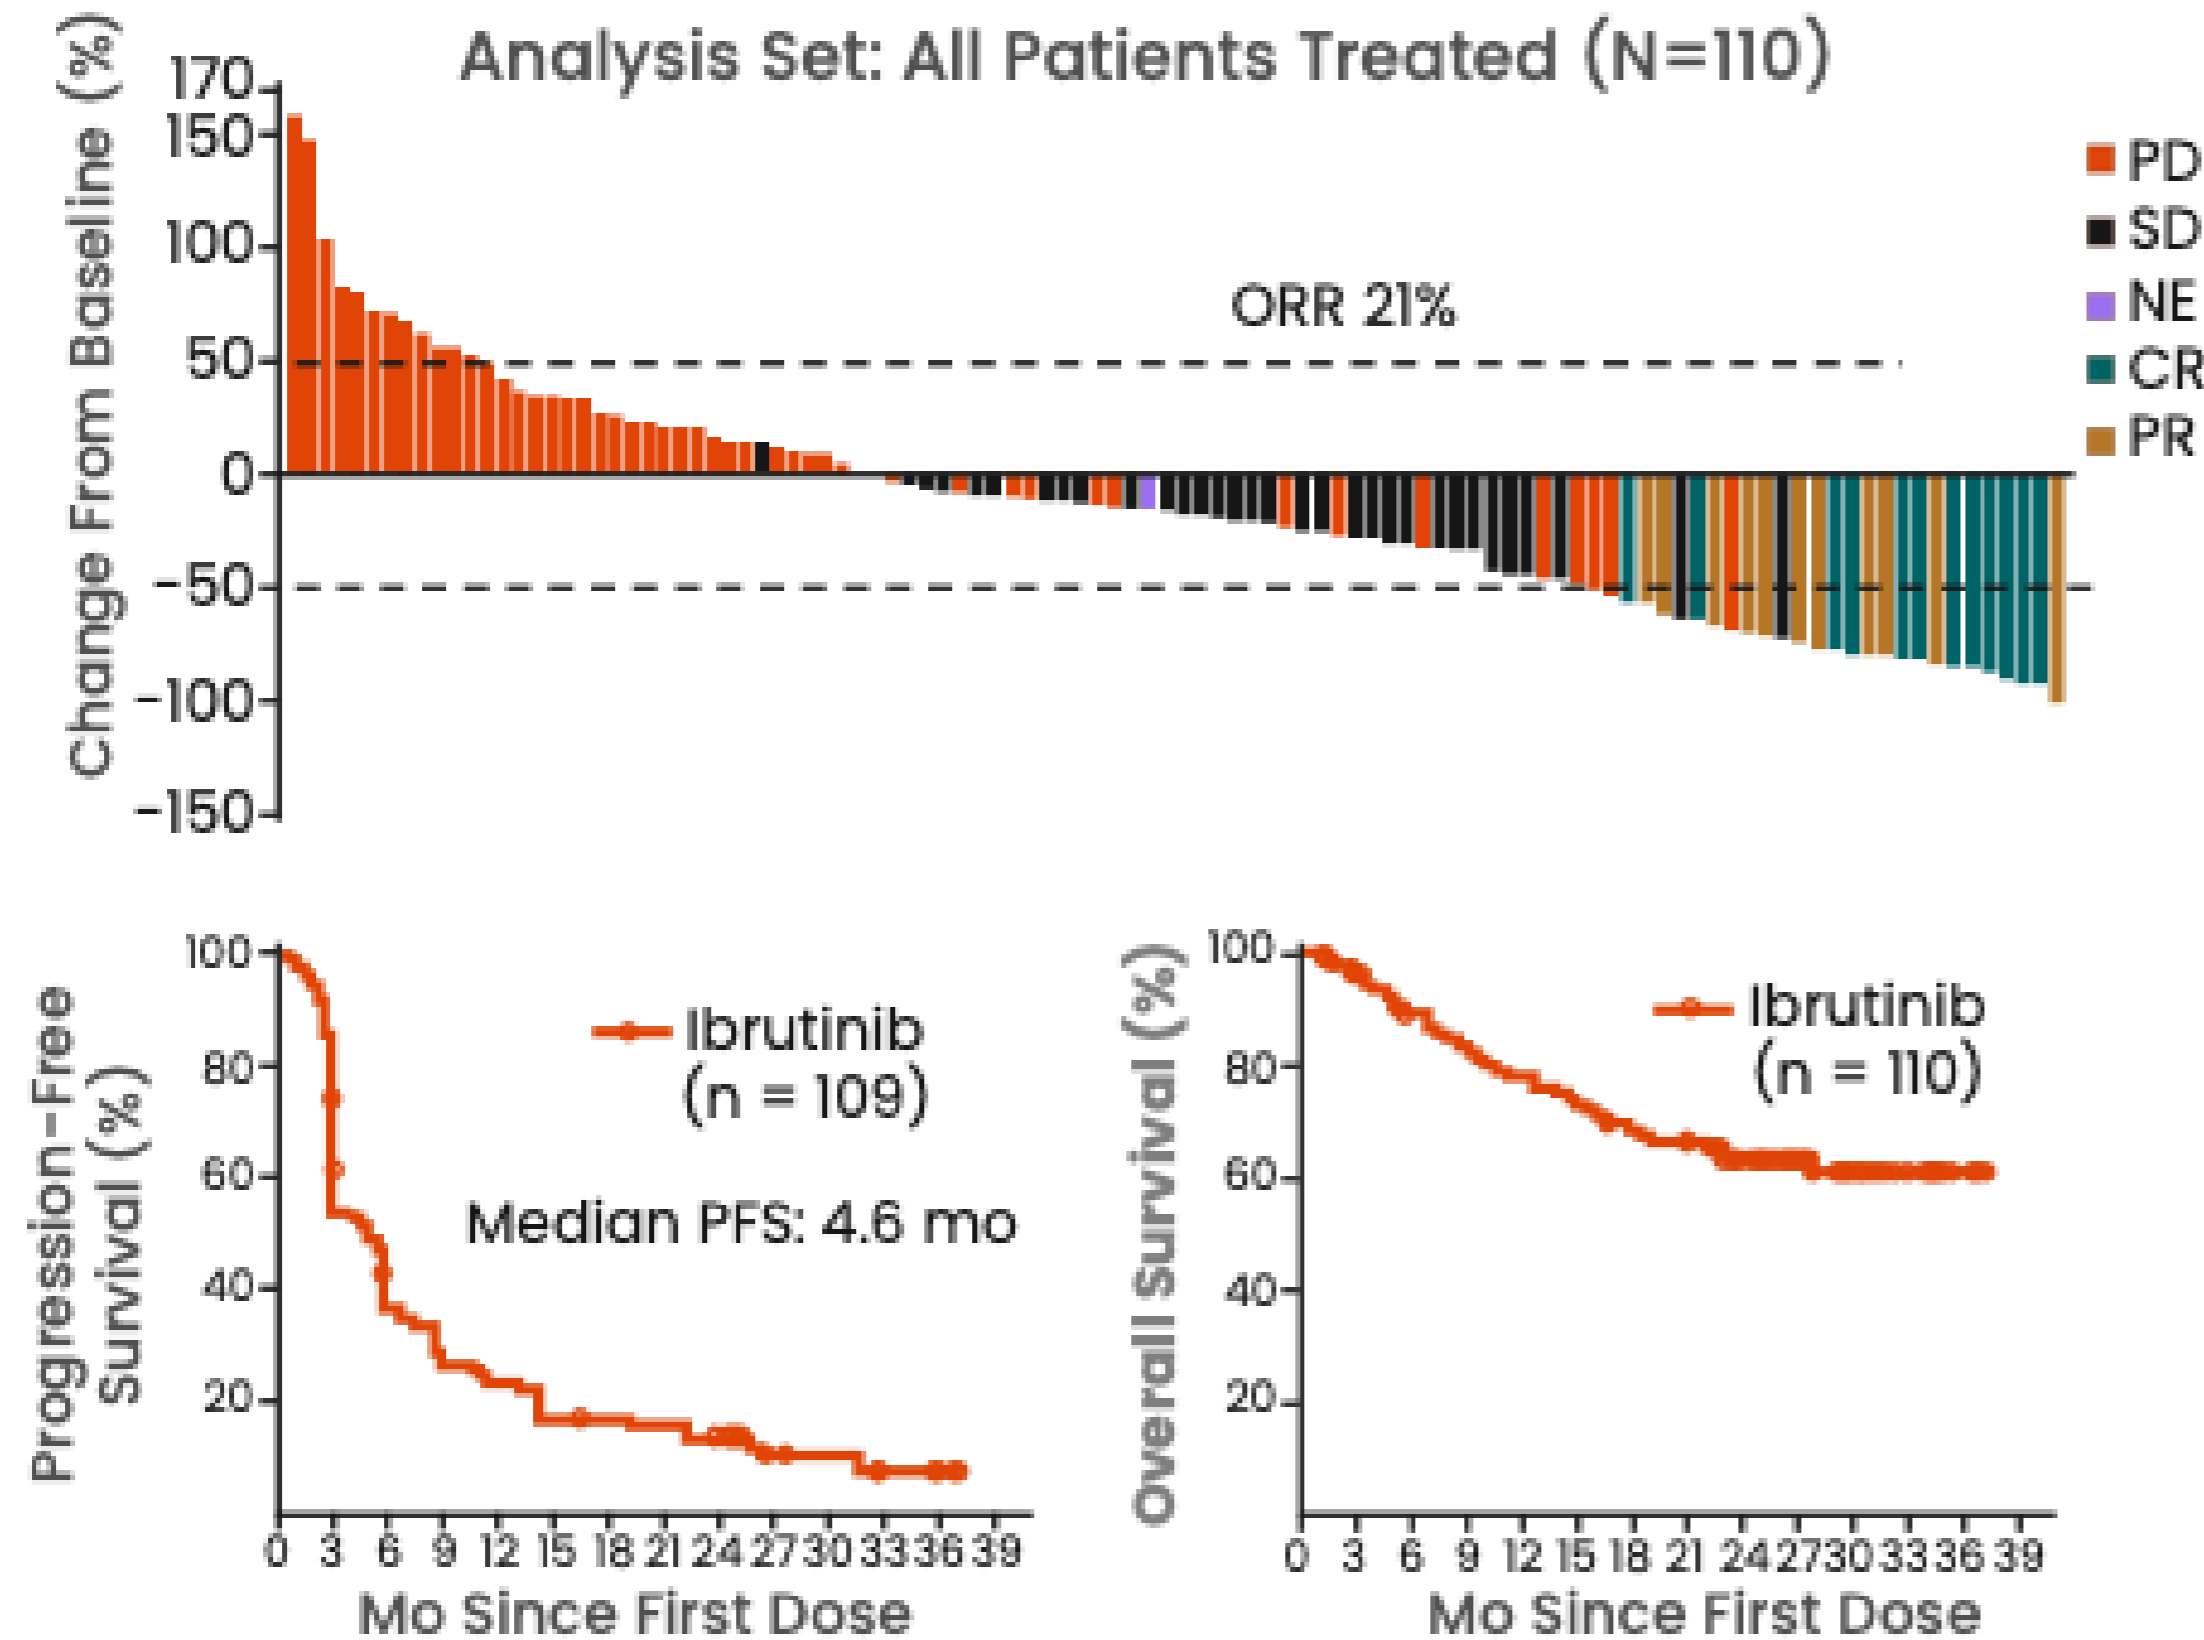 Analysis Set: All Patients Treated (N=110)
Change From Baseline (%)
170
150
100
50
0
-50
-100
-150
ORR 21%
PD
SD
NE
CR
PR
Progression-Free
Survival (%)
100
80
60
40
20
Ibrutinib
(n = 109)
Median PFS: 4.6 mo
0 3 6 9 12 15 18 21 24 27 30 33 36 39
Mo Since First Dose
Overall Survival (%)
100
80
60
40
20
Ibrutinib
(n = 110)
0 3 6 9 12 15 18 21 24 27 30 33 36 39
Mo Since First Dose